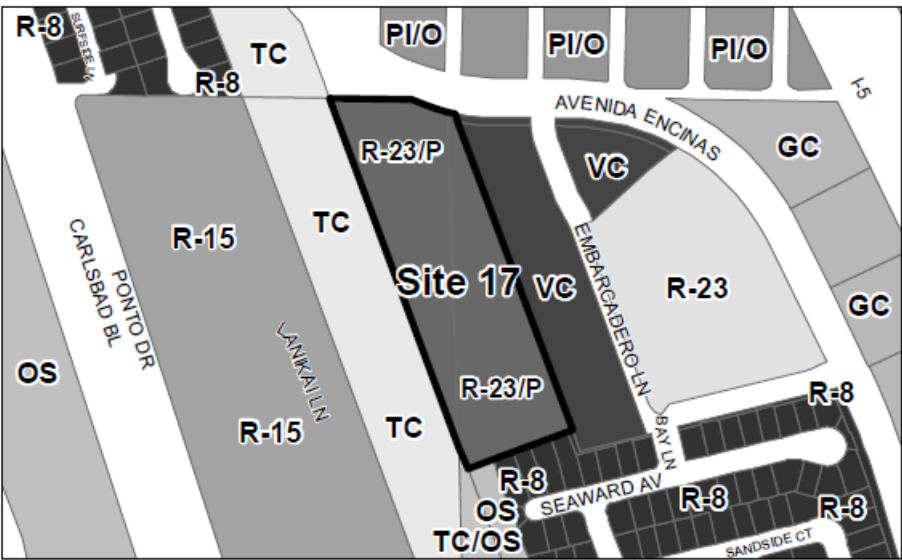 R-8
SURFSIDE LN
TC
R-8
PI/O
PI/O
PI/O
I-5
AVENIDA ENCINAS
GC
R-23/P
VC
TC
R-15
CARLSBAD BL
PONTO DR
Site 17
VC
EMBARCADERO LN
R-23
GC
OS
LANIKAI LN
R-23/P
R-15
TC
R-8
BAY LN
R-8
OS
SEAWARD AV
R-8
R-8
TC/OS
SANDSIDE CT